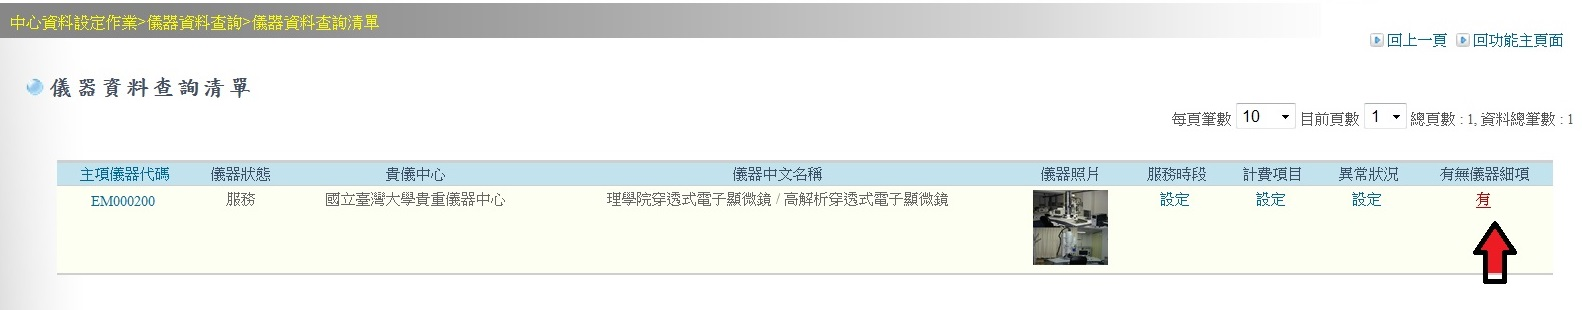 中心資料設定作業>儀器資料查詢>儀器資料查詢清單
回上一頁 回功能主頁面
儀器資料查詢清單
每頁筆數 10 目前頁數 1 總頁數 : 1, 資料總筆數 : 1
主項儀器代碼 儀器狀態 貴儀中心 儀器中文名稱 儀器照片 服務時段 計費項目 異常狀況 有無儀器細項
EM000200 服務 國立臺灣大學貴重儀器中心 理學院穿透式電子顯微鏡 / 高解析穿透式電子顯微鏡 設定 設定 設定 有